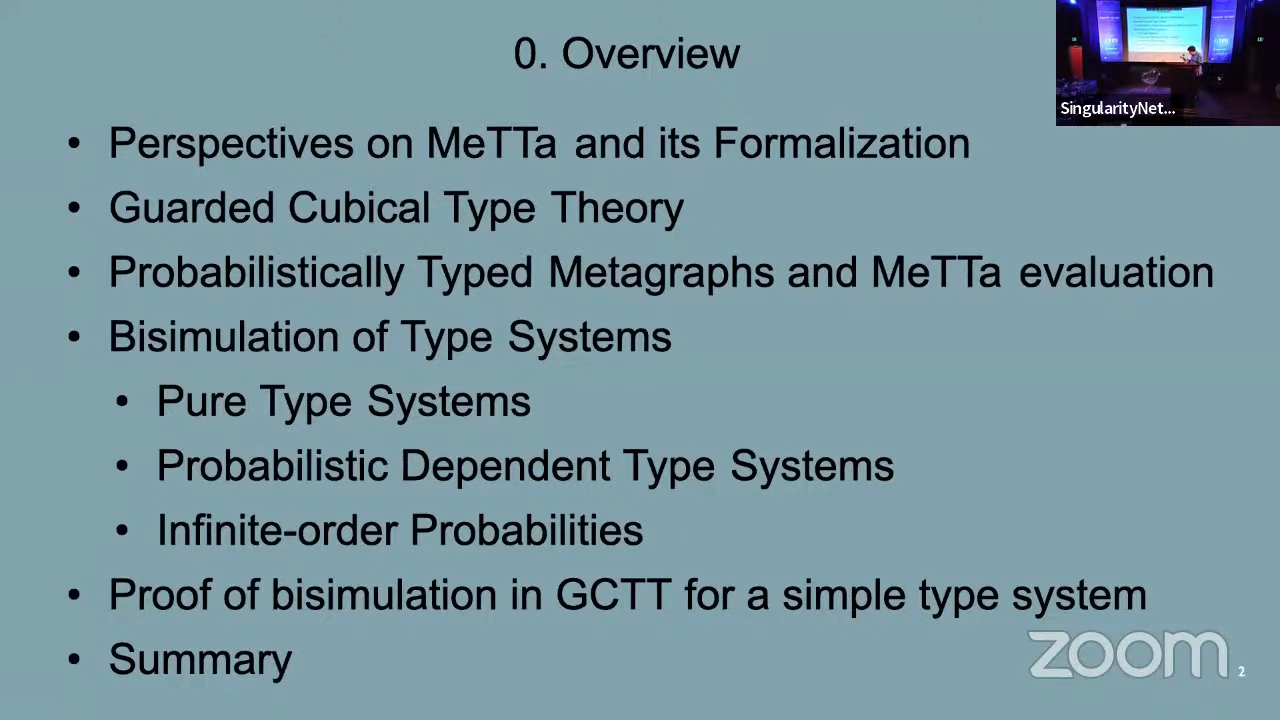 0. Overview
SingularityNet...
• Perspectives on MeTTa and its Formalization
• Guarded Cubical Type Theory
• Probabilistically Typed Metagraphs and MeTTa evaluation
• Bisimulation of Type Systems
• Pure Type Systems
• Probabilistic Dependent Type Systems
• Infinite-order Probabilities
• Proof of bisimulation in GCTT for a simple type system
• Summary
zoom
2